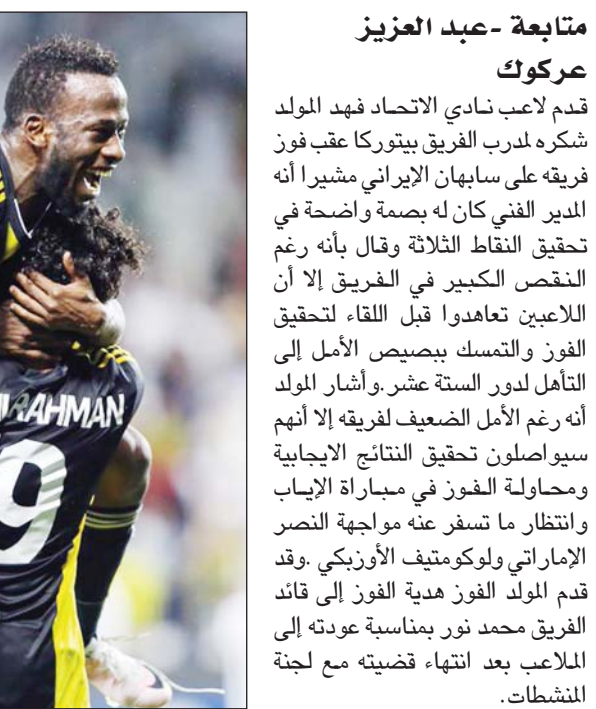 متابعة -عبد العزيز
عركوك
قدم لاعب نادي الاتحاد فهد المولد
شكره لمدرب الفريق بيتوركا عقب فوز
فريقه على سابهان الإيراني مشيرا أنه
المدير الفني كان له بصمة واضحة في
تحقيق النقاط الثلاثة وقال بأنه رغم
النقص الكبير في الفريق إلا أن
اللاعبين تعاهدوا قبل اللقاء لتحقيق
الفوز والتمسك ببصيص الأمل إلى
التأهل لدور الستة عشر.وأشار المولد
أنه رغم الأمل الضعيف لفريقه إلا أنهم
سيواصلون تحقيق النتائج الايجابية
ومحاولة الفوز في مباراة الإياب
وانتظار ما تسفر عنه مواجهة النصر
الإماراتي ولوكومتيف الأوزبكي .وقد
قدم المولد الفوز هدية الفوز إلى قائد
الفريق محمد نور بمناسبة عودته إلى
الملاعب بعد انتهاء قضيته مع لجنة
المنشطات.
RAHMAN
9